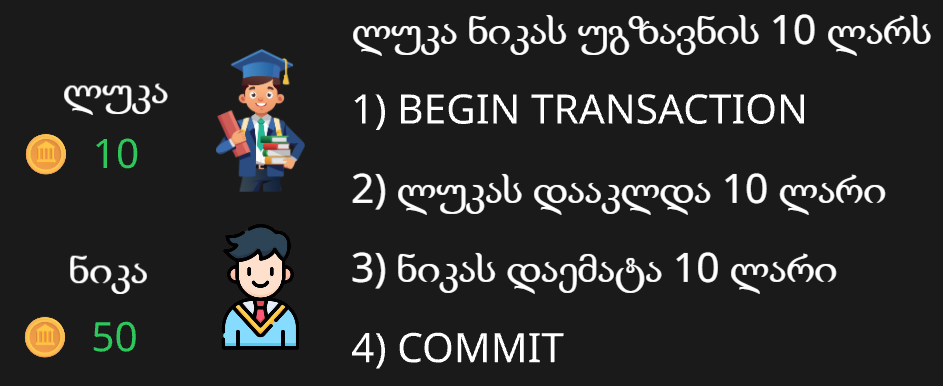 ლუკა
10
ნიკა
50
ლუკა ნიკას უგზავნის 10 ლარს
1) BEGIN TRANSACTION
2) ლუკას დააკლდა 10 ლარი
3) ნიკას დაემატა 10 ლარი
4) COMMIT